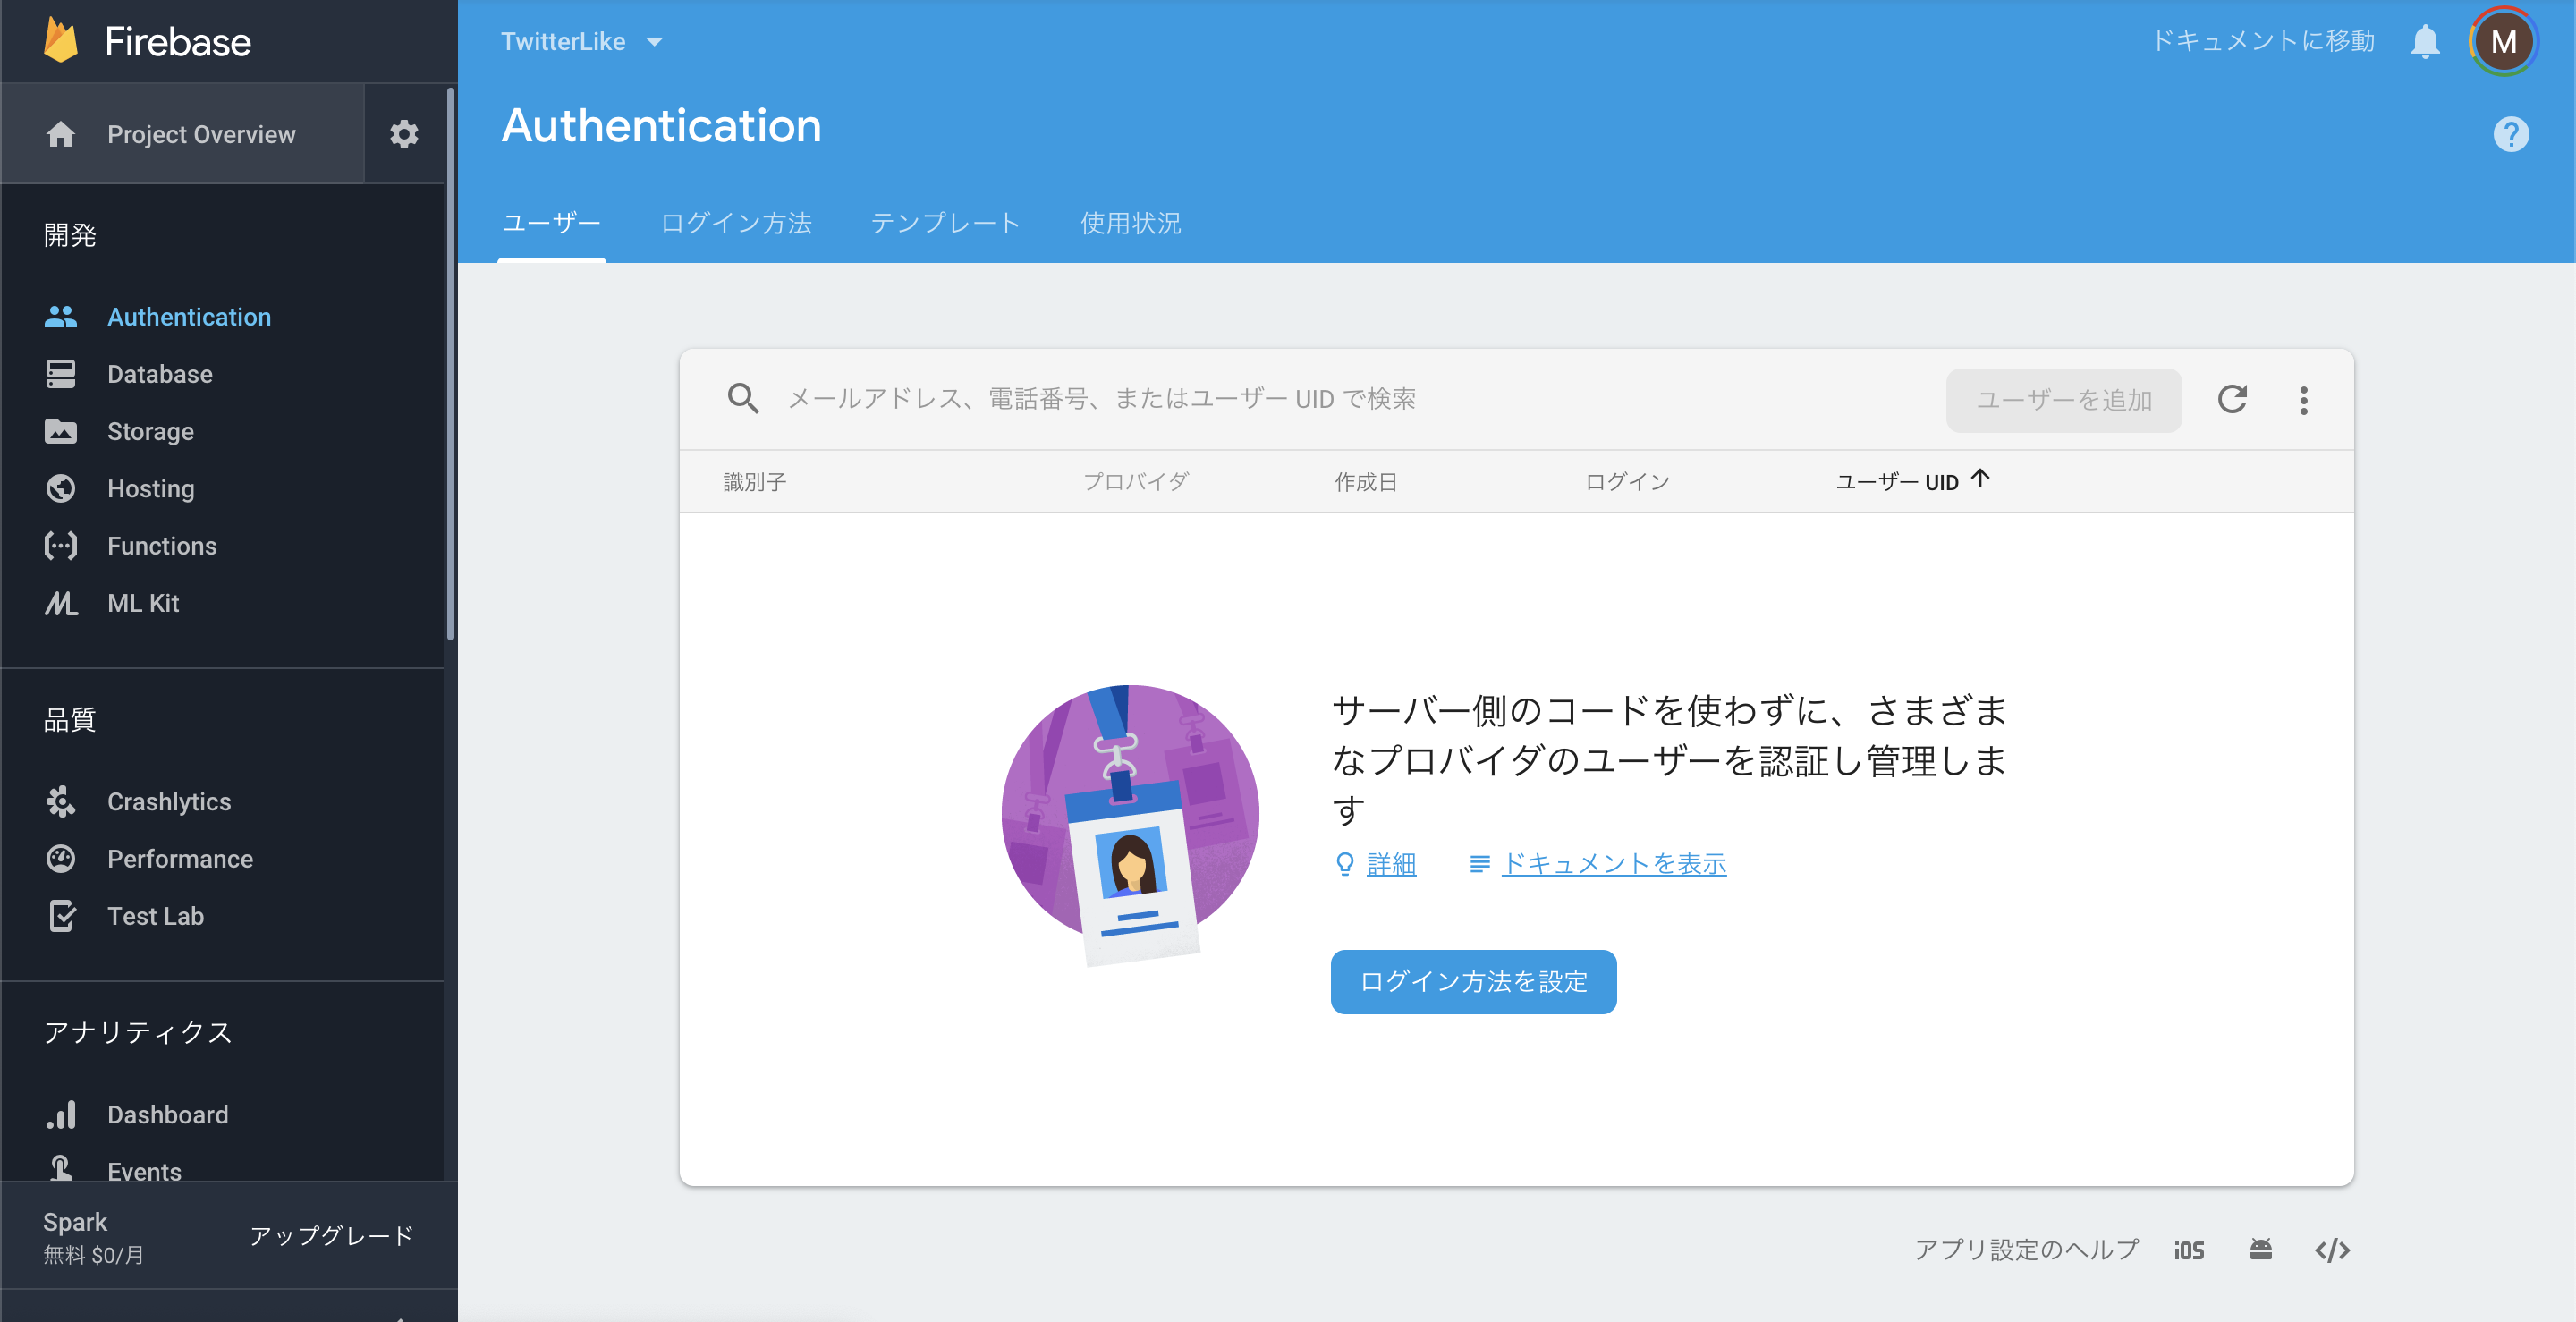 Firebase
Project Overview
開発
Authentication
Database
Storage
Hosting
Functions
ML Kit
品質
Crashlytics
Performance
Test Lab
アナリティクス
Dashboard
Events
Spark
無料 $0/月
アップグレード
TwitterLike
ドキュメントに移動
M
Authentication
ユーザー ログイン方法 テンプレート 使用状況
メールアドレス、電話番号、またはユーザー UID で検索
ユーザーを追加
識別子 プロバイダ 作成日 ログイン ユーザー UID
サーバー側のコードを使わずに、さまざま
なプロバイダのユーザーを認証し管理しま
す
詳細 ドキュメントを表示
ログイン方法を設定
アプリ設定のヘルプ iOS